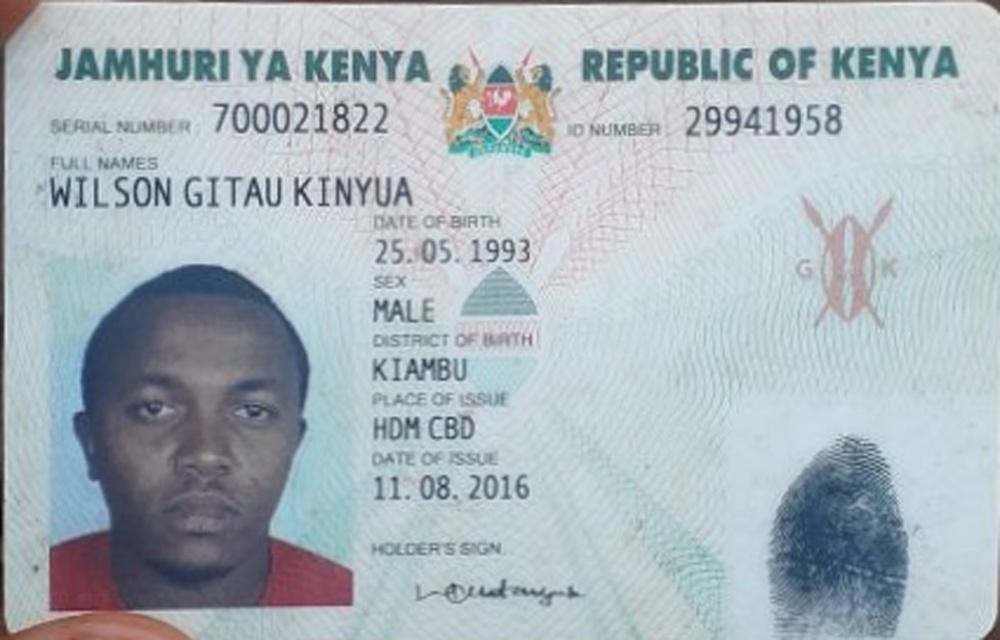 JAMHURI YA KENYA REPUBLIC OF KENYA
SERIAL NUMBER : 700021822 ID NUMBER 29941958
FULL NAMES
WILSON GITAU KINYUA
DATE OF BIRTH
25. 05. 1993
SEX
MALE
G K
DISTRICT OF BIRTH
KIAMBU
PLACE OF ISSUE
HDM CBD
DATE OF ISSUE
11. 08. 2016
HOLDER'S SIGN.